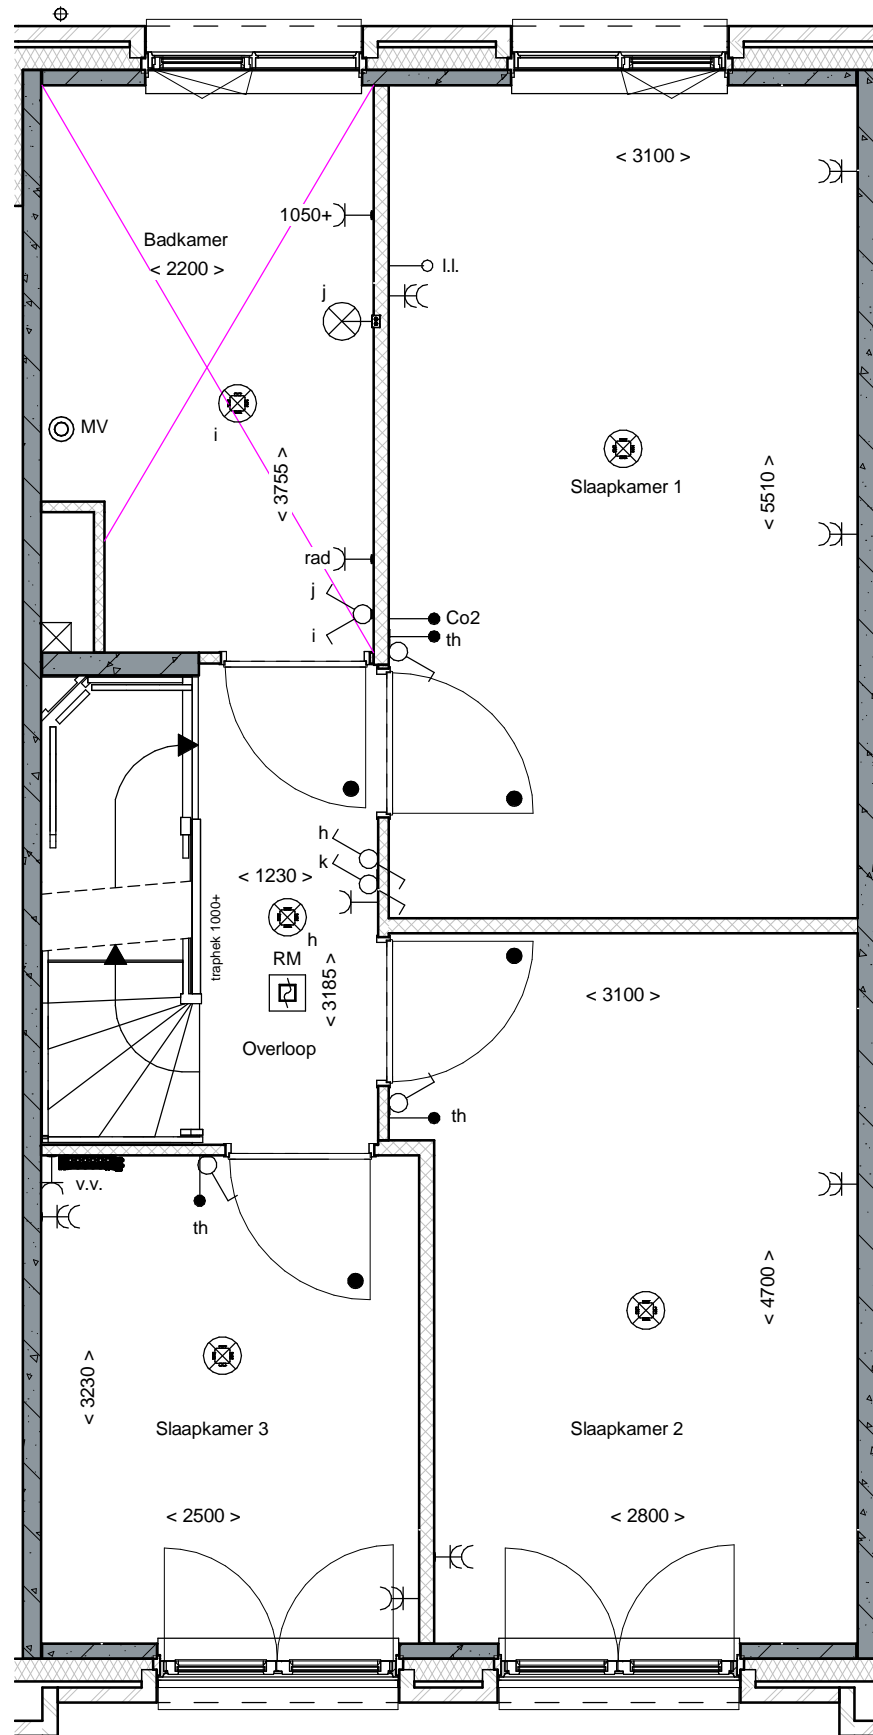 < 3100 >
1050+
Badkamer
< 2200 >
l.l.
j
MV
i
< 3755 >
Slaapkamer 1
< 5510 >
rad
j
i
Co2
th
h
k
< 1230 >
traphek 1000+
h
RM
< 3185 >
Overloop
< 3100 >
th
v.v.
th
< 4700 >
< 3230 >
Slaapkamer 3
Slaapkamer 2
< 2500 >
< 2800 >